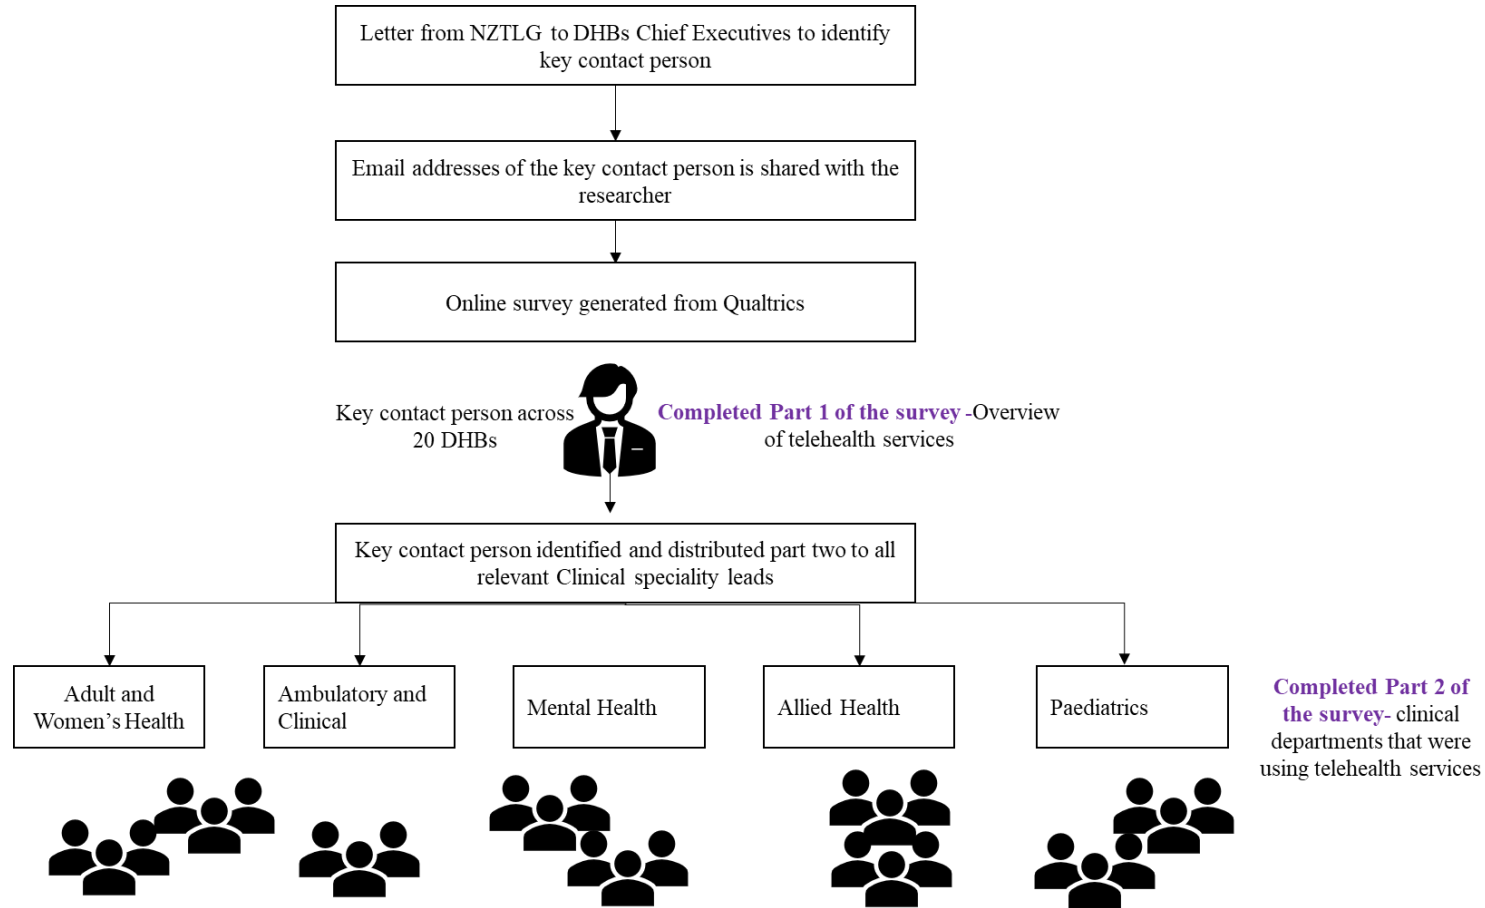 Letter from NZTLG to DHBs Chief Executives to identify
key contact person
Email addresses of the key contact person is shared with the
researcher
Online survey generated from Qualtrics
Key contact person across
20 DHBs
Completed Part 1 of the survey -Overview
of telehealth services
Key contact person identified and distributed part two to all
relevant Clinical speciality leads
Adult and
Women's Health
Ambulatory and
Clinical
Mental Health
Allied Health
Paediatrics
Completed Part 2 of
the survey- clinical
departments that were
using telehealth services